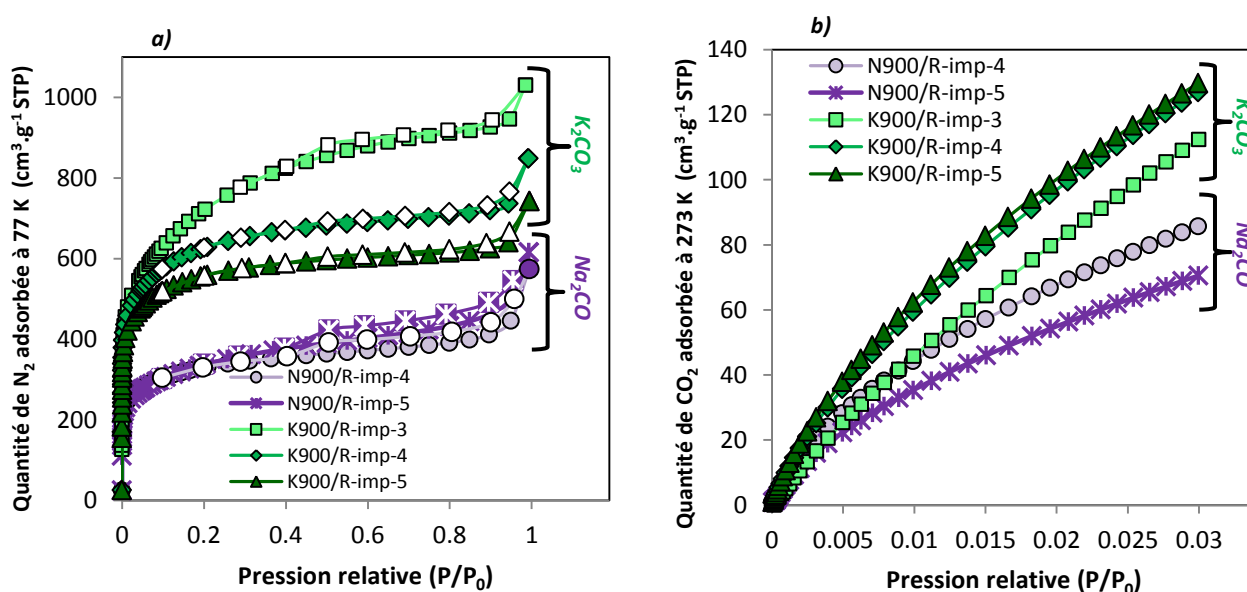 a)
Quantité de N2 adsorbée à 77 K (cm3.g-1 STP)
1000
800
600
400
200
0
0
0.2
0.4
0.6
0.8
1
Pression relative (P/P0)
N900/R-imp-4
N900/R-imp-5
K900/R-imp-3
K900/R-imp-4
K900/R-imp-5
K2CO3
Na2CO
b)
Quantité de CO2 adsorbée à 273 K (cm3.g-1 STP)
140
120
100
80
60
40
20
0
0
0.005
0.01
0.015
0.02
0.025
0.03
Pression relative (P/P0)
N900/R-imp-4
N900/R-imp-5
K900/R-imp-3
K900/R-imp-4
K900/R-imp-5
K2CO3
Na2CO